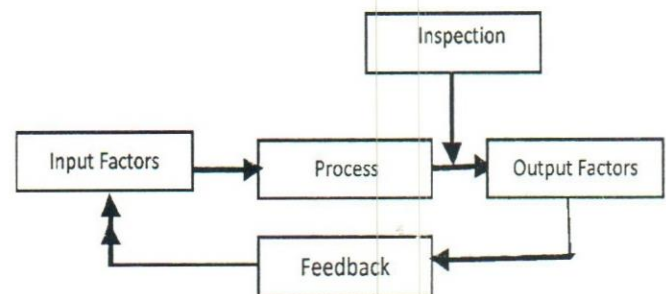 Inspection
Input Factors
Process
Output Factors
Feedback